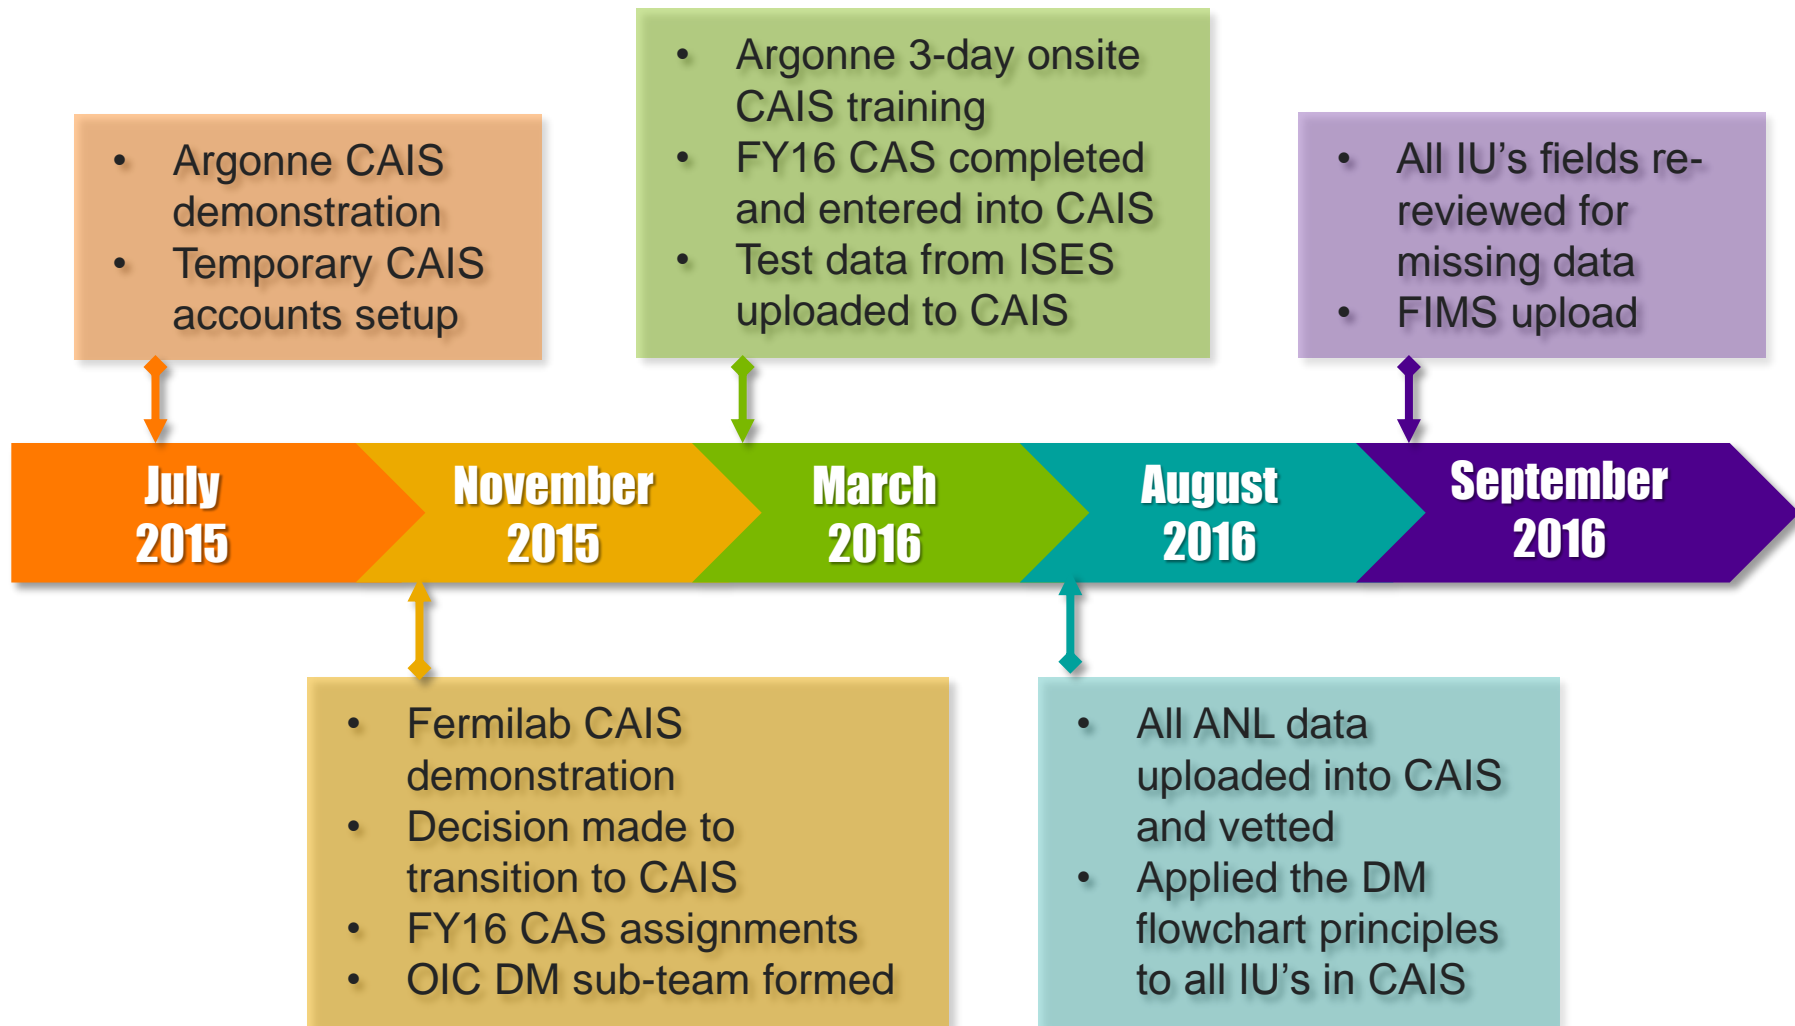 • Argonne CAIS
demonstration
• Temporary CAIS
accounts setup
• Argonne 3-day onsite
CAIS training
• FY16 CAS completed
and entered into CAIS
• Test data from ISES
uploaded to CAIS
• All IU's fields re-
reviewed for
missing data
• FIMS upload
July
2015
November
2015
March
2016
August
2016
September
2016
• Fermilab CAIS
demonstration
• Decision made to
transition to CAIS
• FY16 CAS assignments
• OIC DM sub-team formed
• All ANL data
uploaded into CAIS
and vetted
• Applied the DM
flowchart principles
to all IU's in CAIS